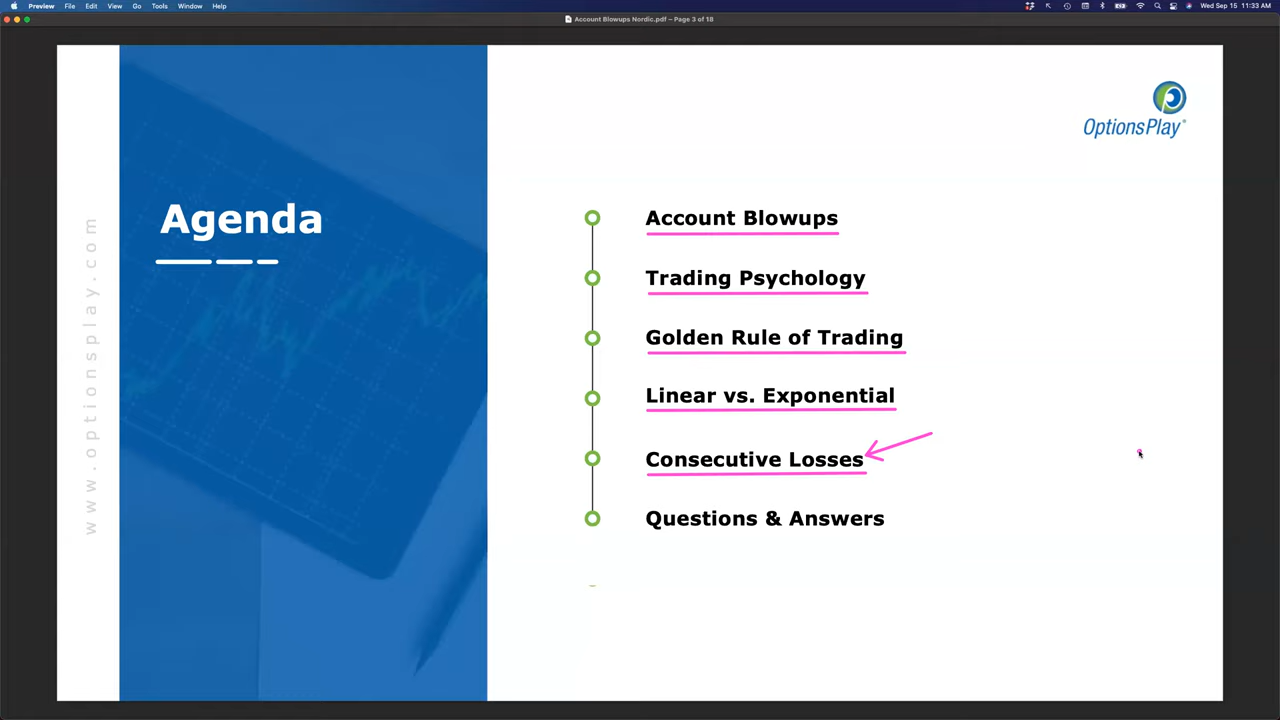 Preview File Edit View Go Tools Window Help
Wed Sep 15 11:33 AM
Account Blowups Nordic.pdf – Page 3 of 18
OptionsPlay®
Agenda
www.optionsplay.com
Account Blowups
Trading Psychology
Golden Rule of Trading
Linear vs. Exponential
Consecutive Losses
Questions & Answers